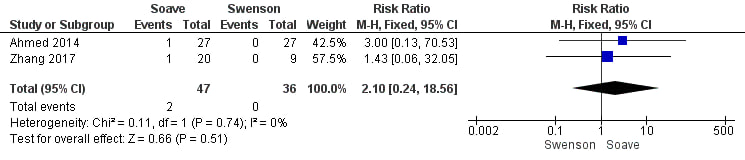 Soave Swenson Risk Ratio Risk Ratio
Study or Subgroup Events Total Events Total Weight M-H, Fixed, 95% CI M-H, Fixed, 95% CI
Ahmed 2014 1 27 0 27 42.5% 3.00 [0.13, 70.53]
Zhang 2017 1 20 0 9 57.5% 1.43 [0.06, 32.05]
Total (95% CI) 47 36 100.0% 2.10 [0.24, 18.56]
Total events 2 0
Heterogeneity: Chi² = 0.11, df = 1 (P = 0.74); I² = 0%
Test for overall effect: Z = 0.66 (P = 0.51)
0.002 0.1 1 10 500
Swenson Soave